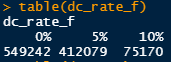 > table(dc_rate_f)
dc_rate_f
0% 5% 10%
549242 412079 75170